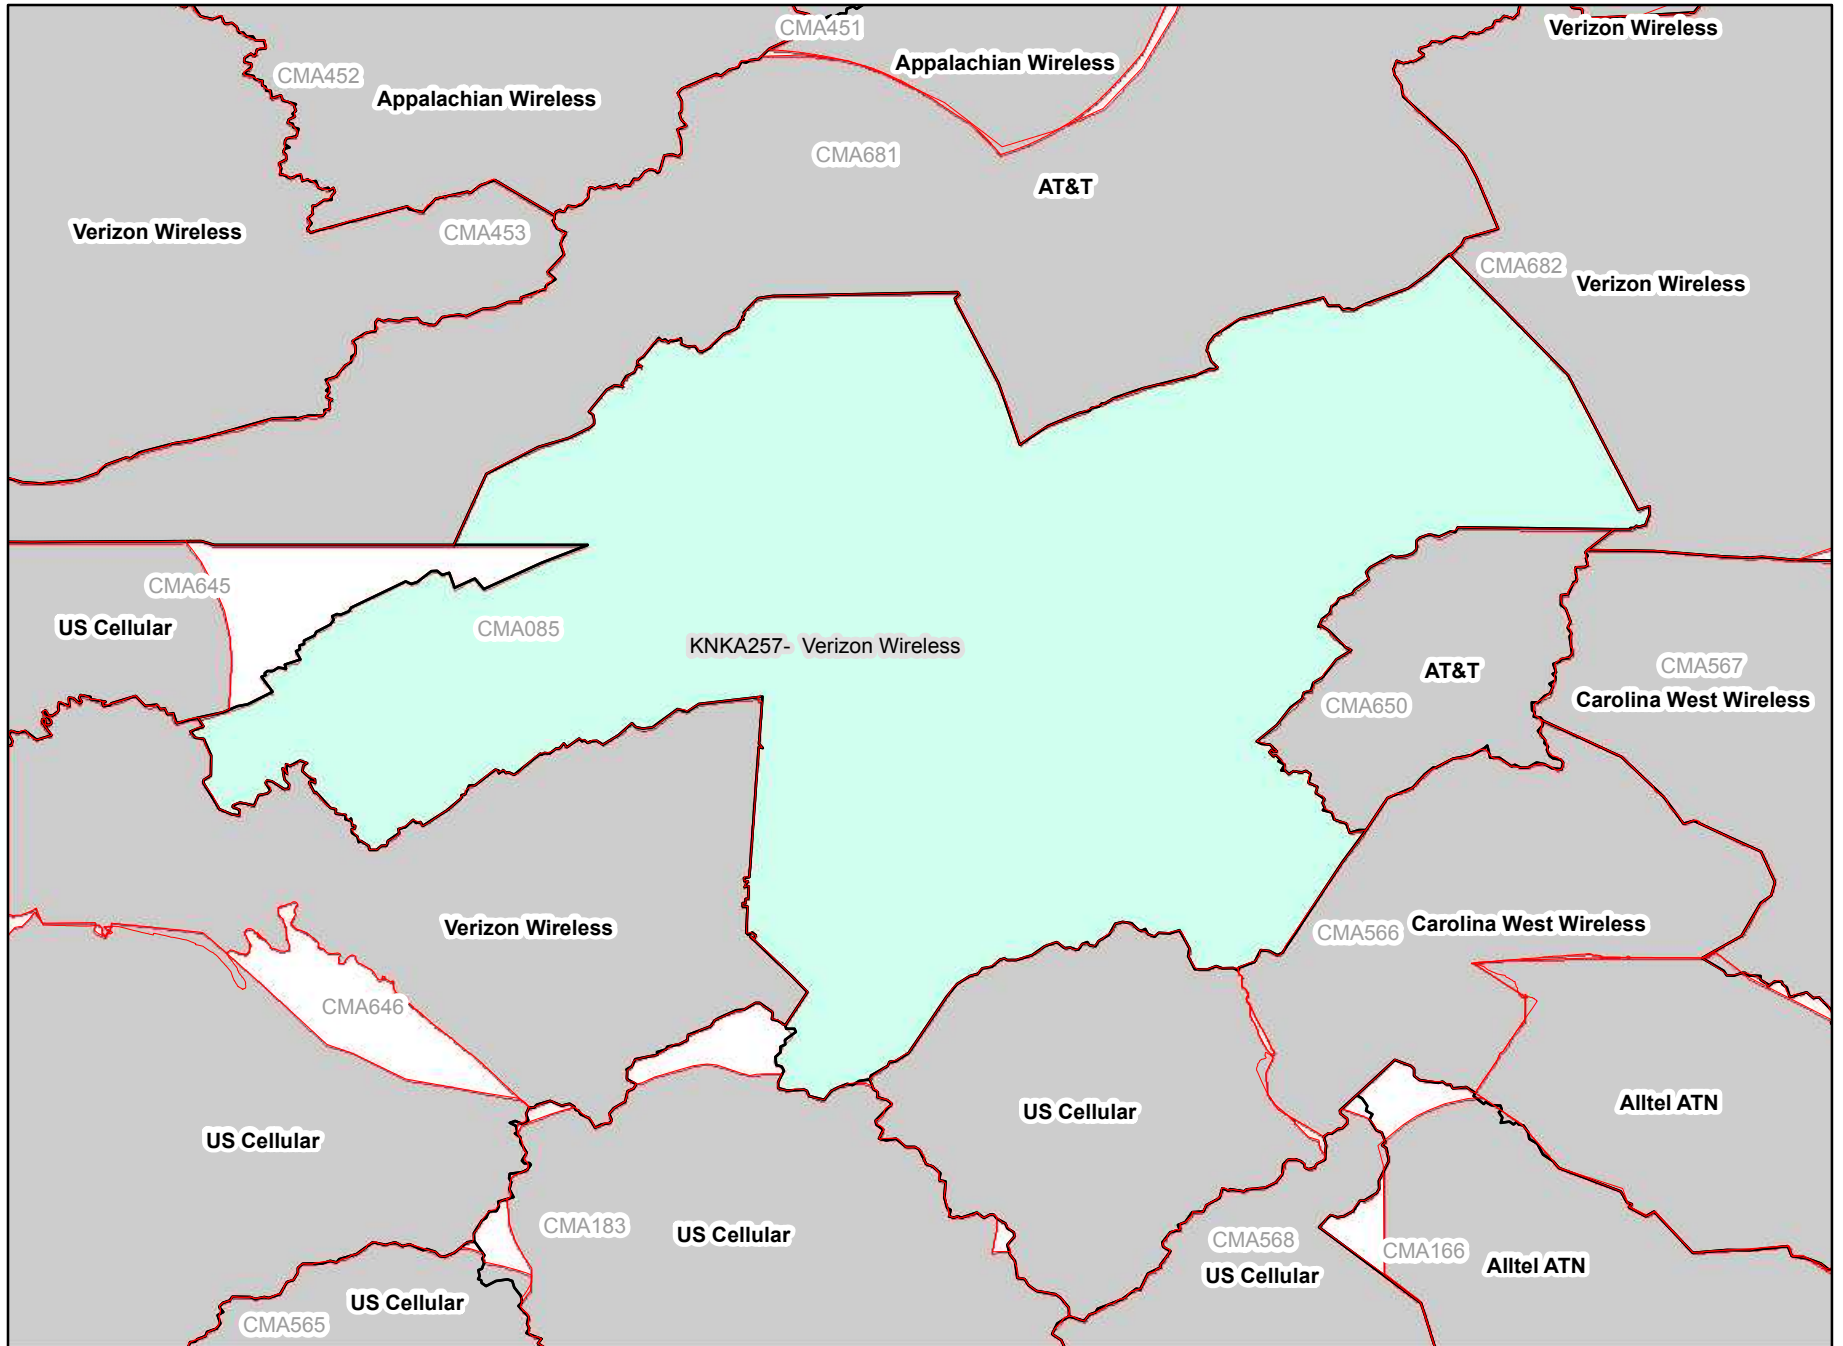 CMA451
Verizon Wireless
Appalachian Wireless
CMA452
Appalachian Wireless
CMA681
AT&T
Verizon Wireless
CMA453
CMA682
Verizon Wireless
CMA645
US Cellular
CMA085
KNKA257- Verizon Wireless
AT&T
CMA567
Carolina West Wireless
CMA650
Verizon Wireless
CMA566
Carolina West Wireless
CMA646
US Cellular
US Cellular
Alltel ATN
CMA183
US Cellular
CMA568
US Cellular
CMA166
Alltel ATN
US Cellular
CMA565